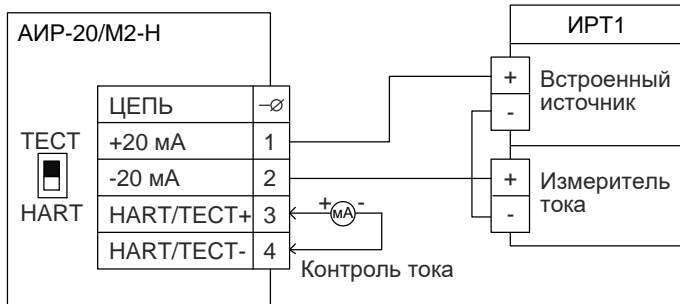 АИР-20/М2-Н
ИРТ1
ЦЕПЬ
ТЕСТ
HART
+20 мА 1
-20 мА 2
HART/ТЕСТ+ 3
HART/ТЕСТ- 4
+ мА -
Контроль тока
+
-
Встроенный
источник
+
-
Измеритель
тока